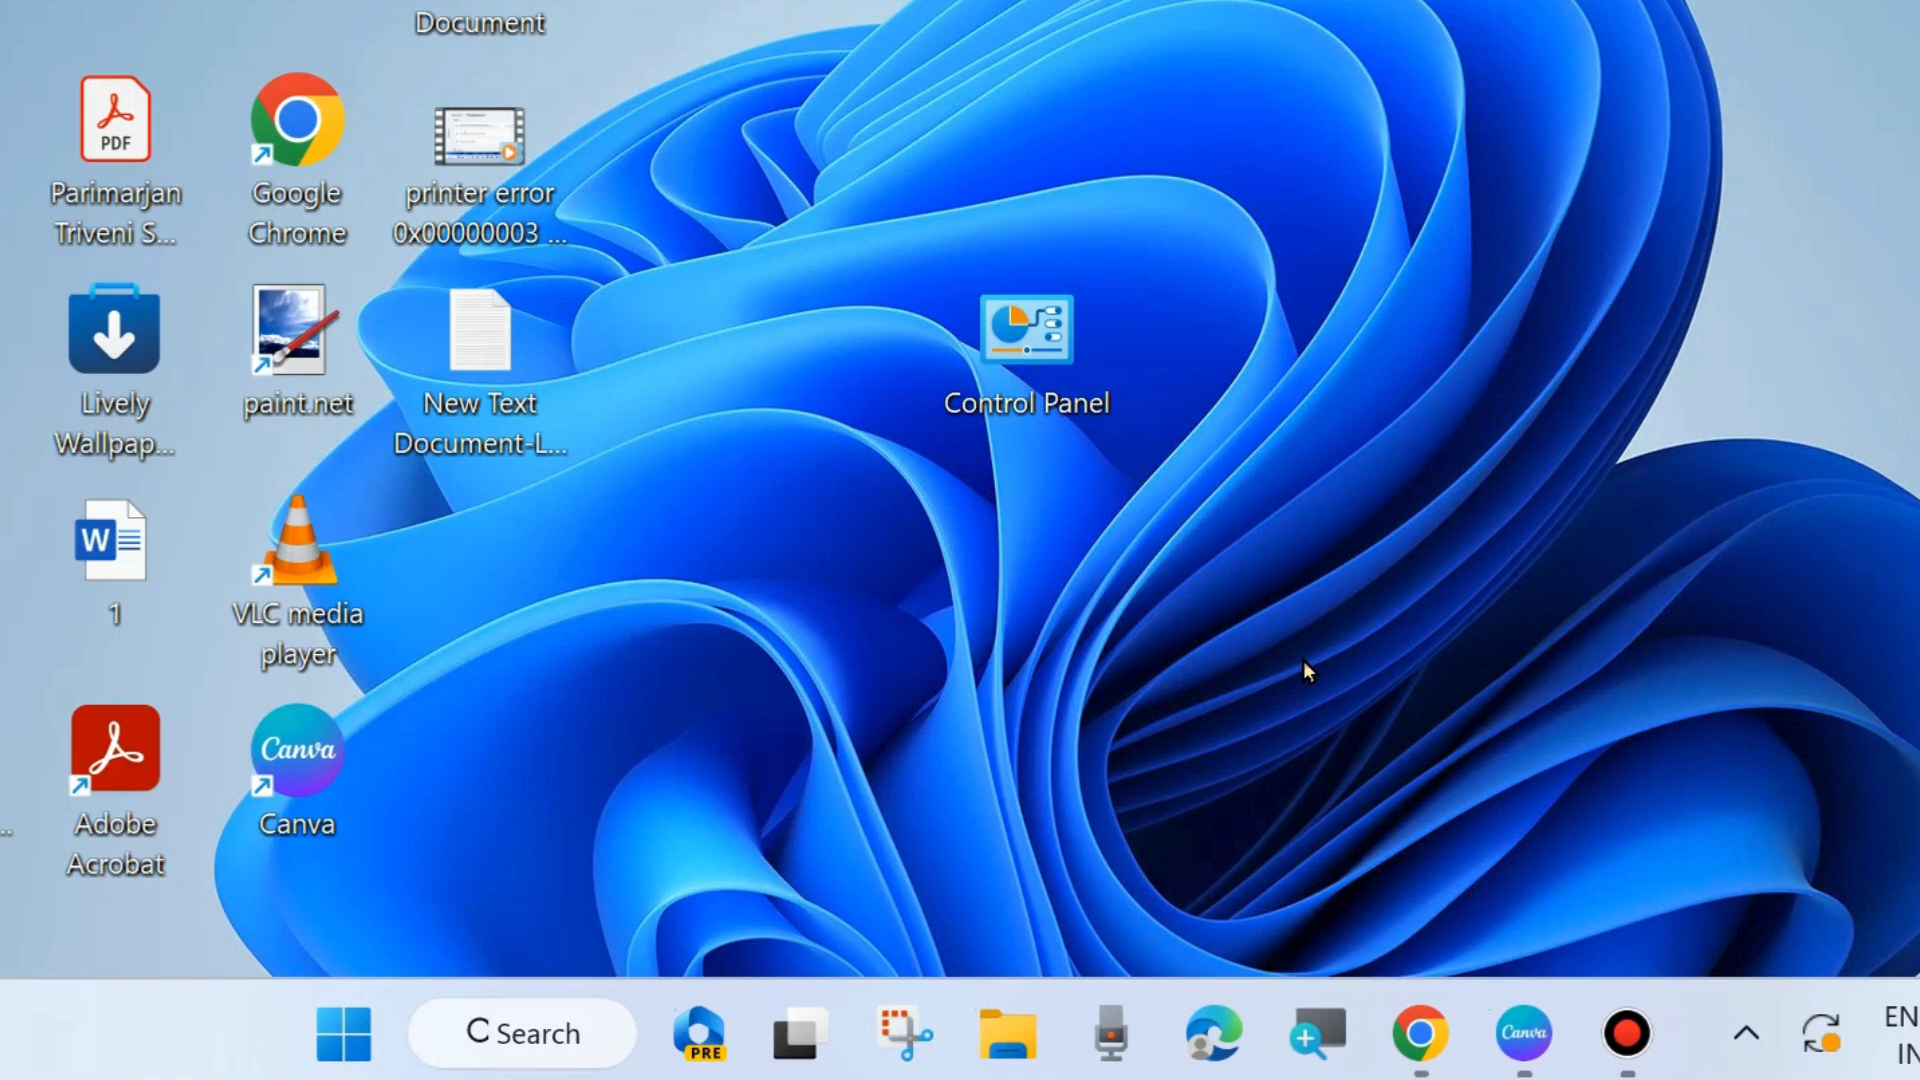 Document
PDF
Parimarjan
Triveni S...
Google
Chrome
printer error
0x00000003 ...
Lively
Wallpap...
paint.net
New Text
Document-L...
Control Panel
W
1
VLC media
player
...
Adobe
Acrobat
Canva
Canva
Search
PRE
Canva
EN
IN